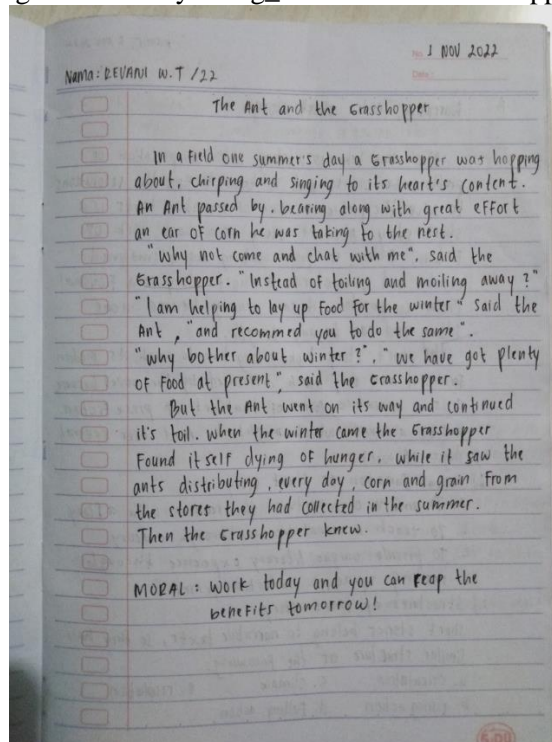 No 1 NOV 2022
Nama: REVANI W.T /22
Date:
The Ant and the Grasshopper
In a field one summer's day a Grasshopper was hopping
about, chirping and singing to its heart's content.
An Ant passed by. bearing along with great effort
an ear of corn he was taking to the nest.
"why not come and chat with me", said the
Grasshopper. "Instead of toiling and moiling away?"
"I am helping to lay up food for the winter" said the
Ant, "and recommed you to do the same".
"why bother about winter?". "we have got plenty
of food at present", said the Grasshopper.
But the Ant went on its way and continued
it's toil. when the winter came the Grasshopper
Found it self dying of hunger, while it saw the
ants distributing, every day, corn and grain from
the stores they had collected in the summer.
Then the Grasshopper knew.
MORAL: Work today and you can reap the
benefits tomorrow!